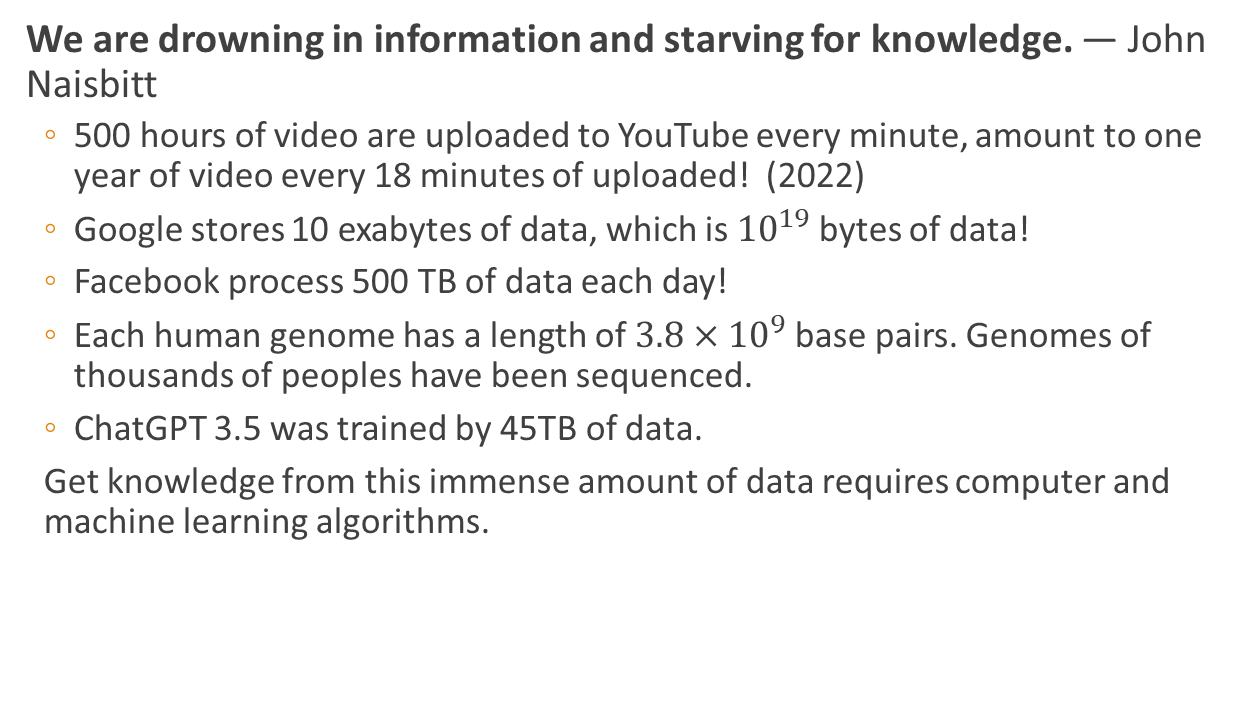 We are drowning in information and starving for knowledge. — John
Naisbitt
◦ 500 hours of video are uploaded to YouTube every minute, amount to one
year of video every 18 minutes of uploaded! (2022)
◦ Google stores 10 exabytes of data, which is 10¹⁹ bytes of data!
◦ Facebook process 500 TB of data each day!
◦ Each human genome has a length of 3.8 × 10⁹ base pairs. Genomes of
thousands of peoples have been sequenced.
◦ ChatGPT 3.5 was trained by 45TB of data.
Get knowledge from this immense amount of data requires computer and
machine learning algorithms.